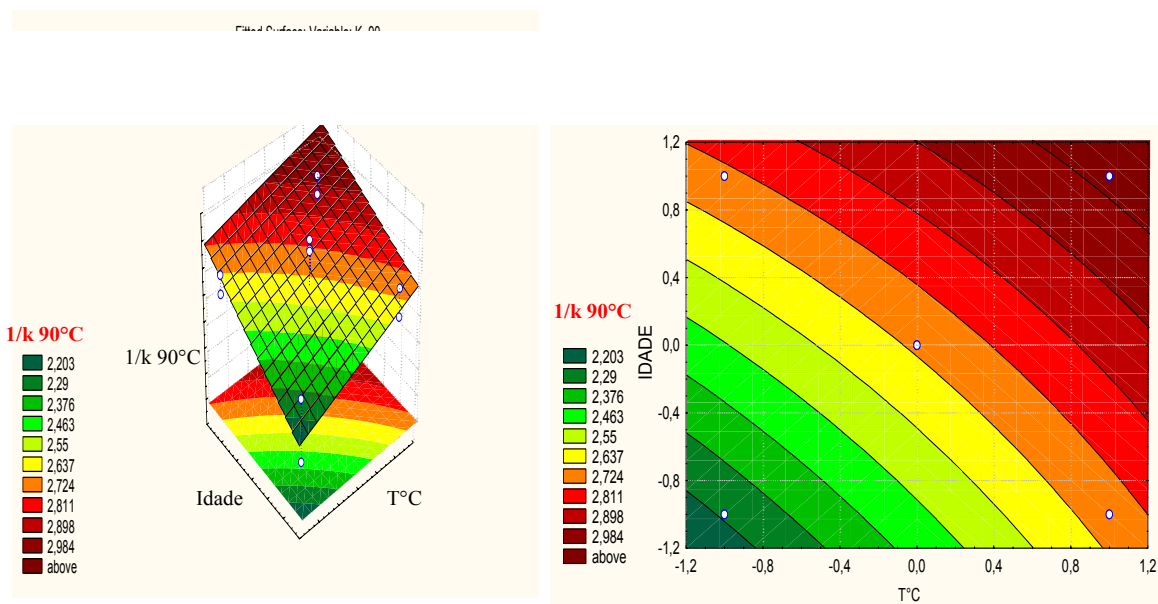 Fitted Surface; Variable: K_90
1/k 90°C
2,203
2,29
2,376
2,463
2,55
2,637
2,724
2,811
2,898
2,984
above
1/k 90°C
Idade
T°C
1/k 90°C
2,203
2,29
2,376
2,463
2,55
2,637
2,724
2,811
2,898
2,984
above
IDADE
1,2
0,8
0,4
0,0
-0,4
-0,8
-1,2
-1,2 -0,8 -0,4 0,0 0,4 0,8 1,2
T°C